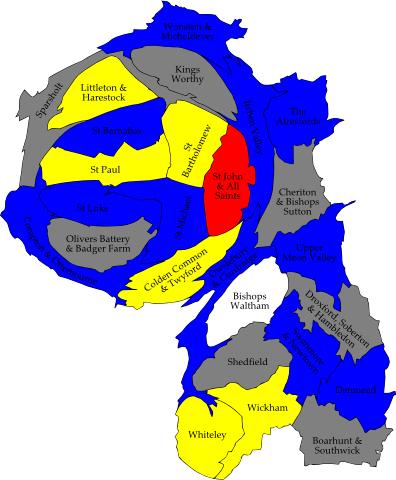 Wonston &
Micheldever
Kings
Worthy
Sparsholt
Littleton &
Harestock
Itchen Valley
The
Alresfords
St Barnabas
St
Bartholomew
St Paul
St John
& All
Saints
Cheriton
& Bishops
Sutton
St Luke
St Michael
Olivers Battery
& Badger Farm
Compton & Otterbourne
Colden Common
& Twyford
Owslebury
& Curdridge
Upper
Meon Valley
Bishops
Waltham
Droxford, Soberton
& Hambledon
Swanmore
& Newtown
Shedfield
Denmead
Wickham
Whiteley
Boarhunt &
Southwick